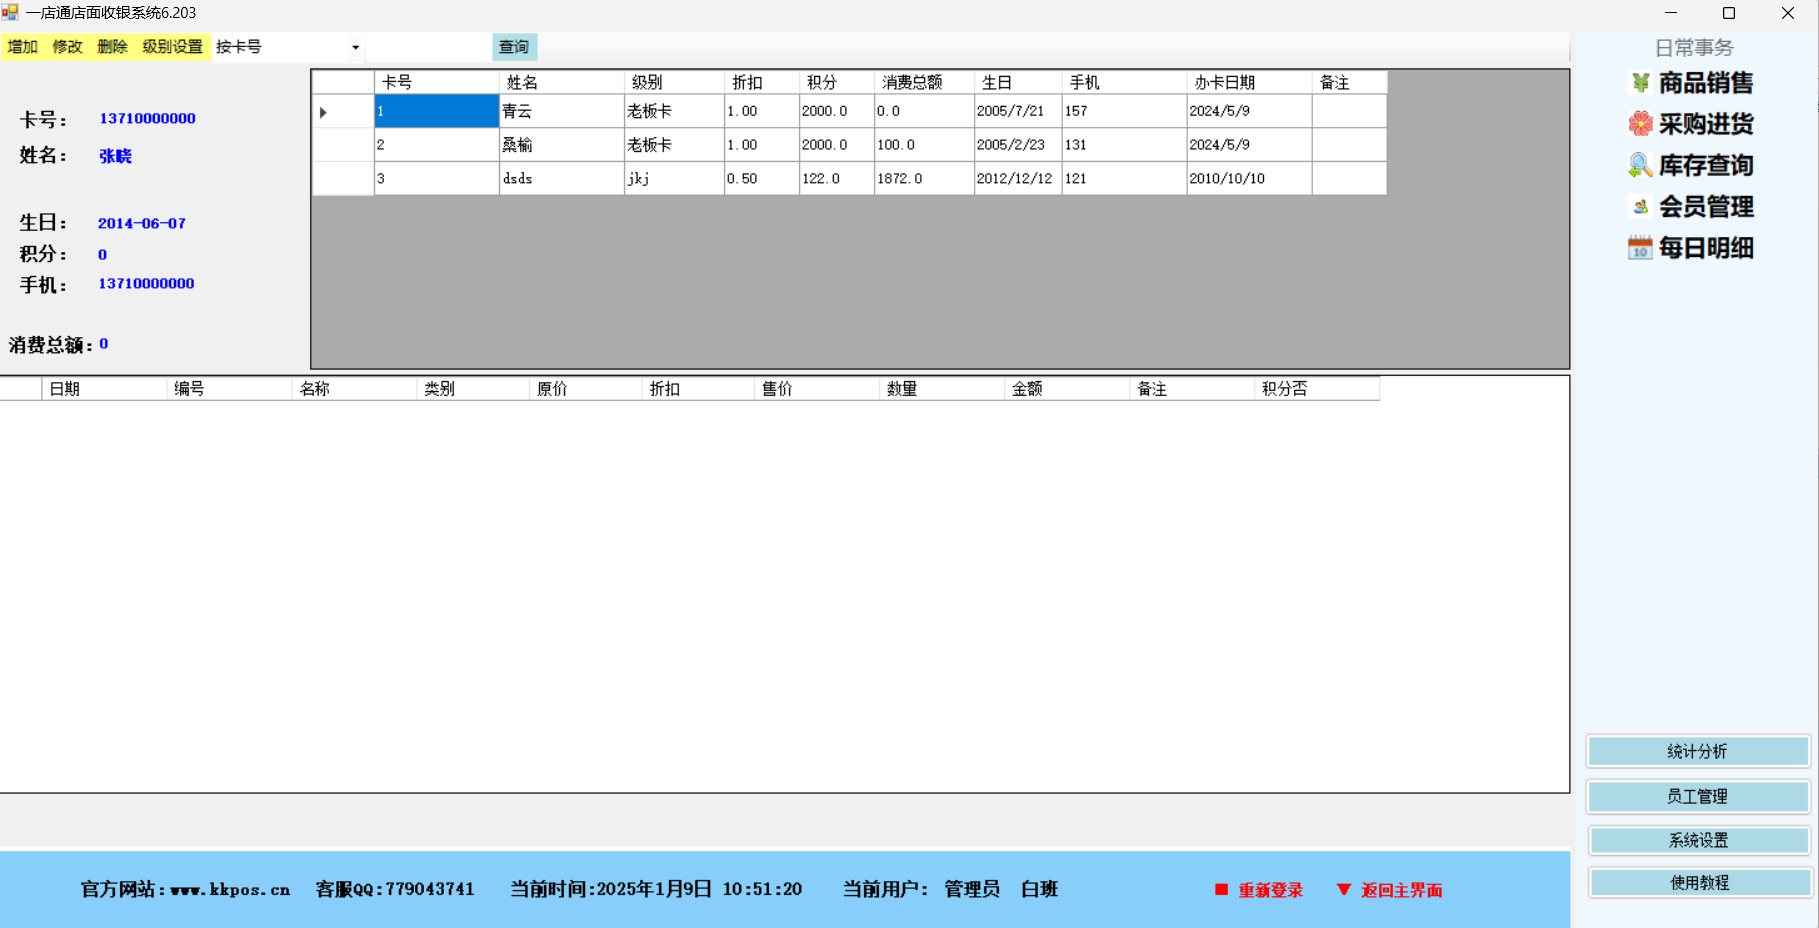 一店通店面收银系统6.203
增加 修改 删除 级别设置 按卡号 查询
卡号： 13710000000
姓名： 张晓
生日： 2014-06-07
积分： 0
手机： 13710000000
消费总额：0
卡号 姓名 级别 折扣 积分 消费总额 生日 手机 办卡日期 备注
1 青云 老板卡 1.00 2000.0 0.0 2005/7/21 157 2024/5/9
2 桑榆 老板卡 1.00 2000.0 100.0 2005/2/23 131 2024/5/9
3 dsds jkj 0.50 122.0 1872.0 2012/12/12 121 2010/10/10
日期 编号 名称 类别 原价 折扣 售价 数量 金额 备注 积分否
日常事务
商品销售
采购进货
库存查询
会员管理
10 每日明细
统计分析
员工管理
系统设置
使用教程
官方网站:www.kkpos.cn 客服QQ:779043741 当前时间:2025年1月9日 10:51:20 当前用户: 管理员 白班 重新登录 返回主界面